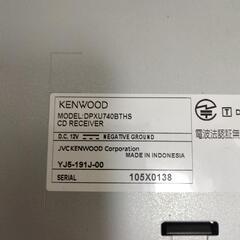 KENWOOD
MODEL:DPXU740BTHS
CD RECEIVER
D.C. 12V NEGATIVE GROUND
JVCKENWOOD Corporation
MADE IN INDONESIA
YJ5-191J-00
SERIAL 105X0138
R
T
D
電波法認証無